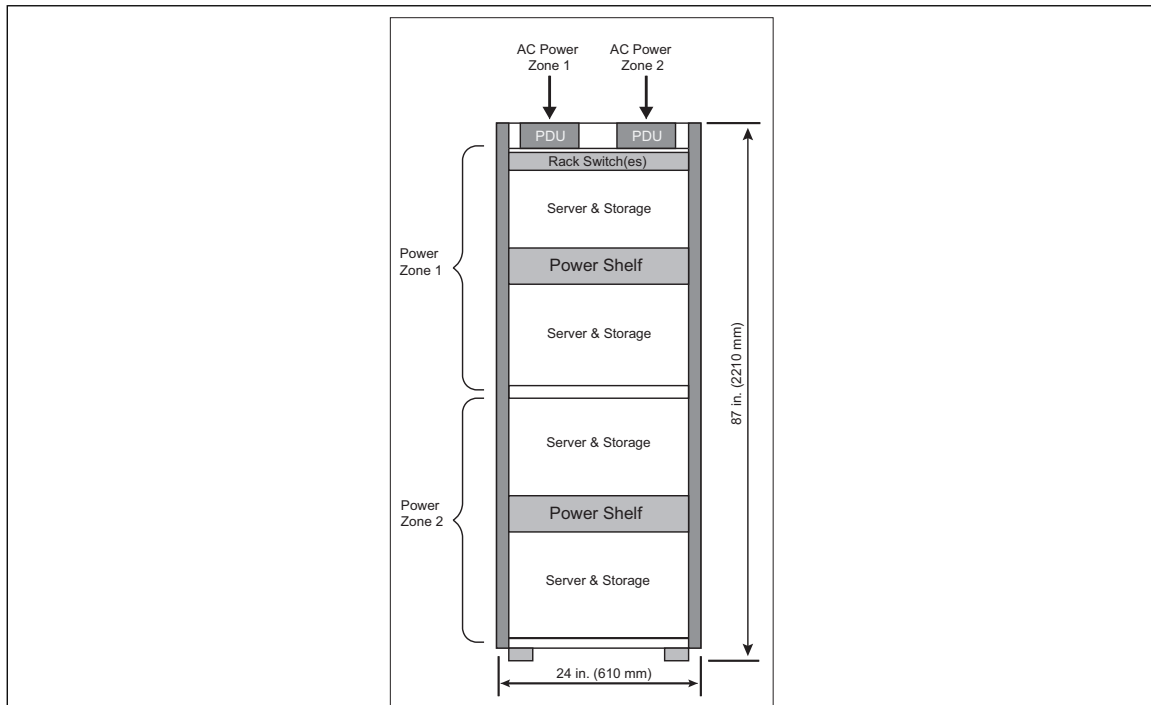 AC Power
Zone 1
AC Power
Zone 2
PDU
PDU
Rack Switch(es)
Server & Storage
Power
Zone 1
Power Shelf
Server & Storage
87 in. (2210 mm)
Server & Storage
Power
Zone 2
Power Shelf
Server & Storage
24 in. (610 mm)